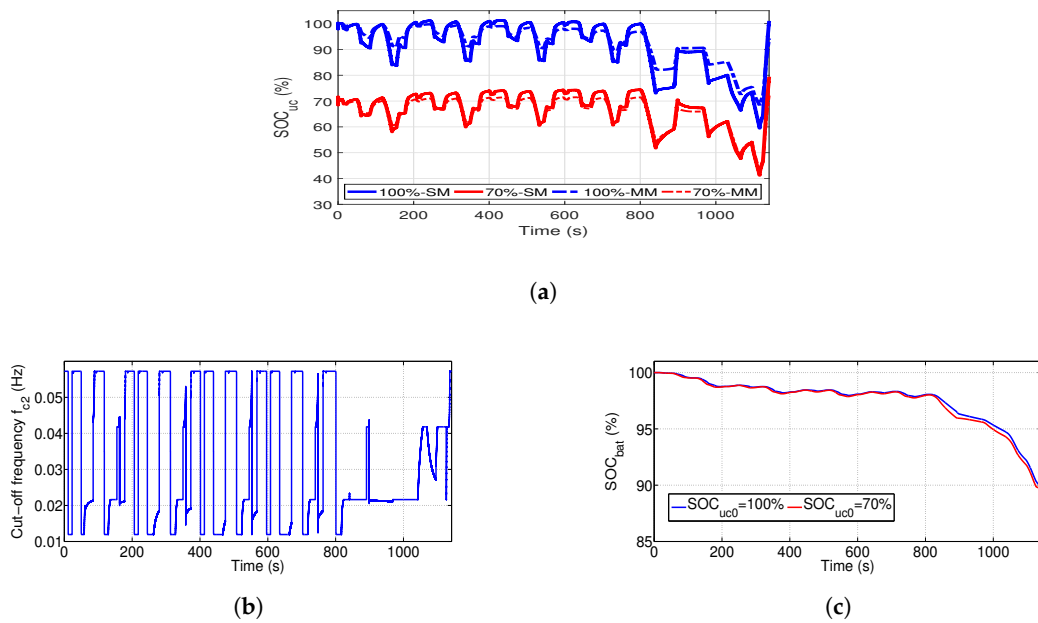 100
90
80
70
60
50
40
30
SOC_uc (%)
100%-SM 70%-SM 100%-MM 70%-MM
0 200 400 600 800 1000
Time (s)
(a)
0.05
0.04
0.03
0.02
0.01
Cut-off frequency f_c2 (Hz)
0 200 400 600 800 1000
Time (s)
(b)
100
95
90
85
SOC_bat (%)
SOC_uc0=100% SOC_uc0=70%
0 200 400 600 800 1000
Time (s)
(c)